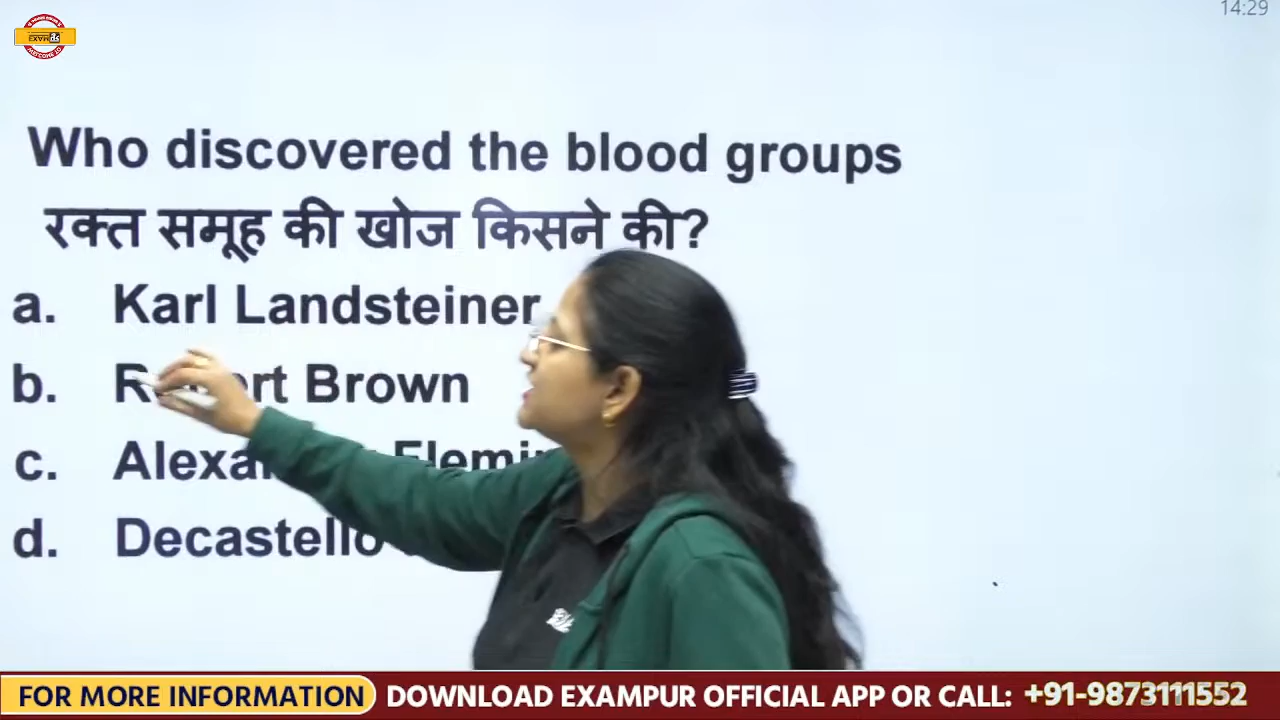 14:29
Who discovered the blood groups
रक्त समूह की खोज किसने की?
a. Karl Landsteiner
b. Brown
c.
d. Decastello
FOR MORE INFORMATION DOWNLOAD EXAMPUR OFFICIAL APP OR CALL: +91-9873111552